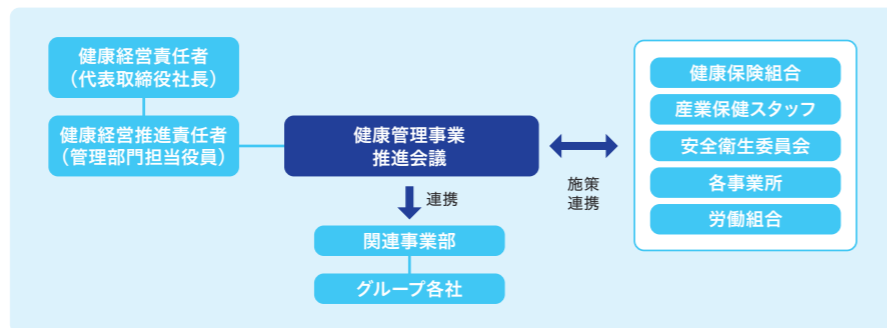 健康経営責任者
（代表取締役社長）
健康経営推進責任者
（管理部門担当役員）
健康管理事業
推進会議
連携
関連事業部
グループ各社
施策
連携
健康保険組合
産業保健スタッフ
安全衛生委員会
各事業所
労働組合